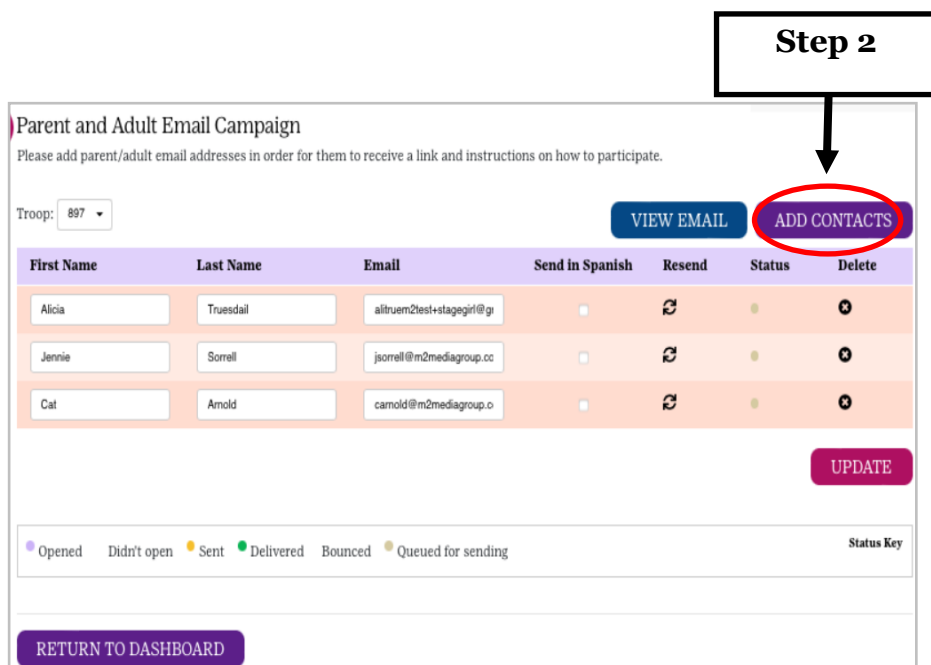 Step 2
Parent and Adult Email Campaign
Please add parent/adult email addresses in order for them to receive a link and instructions on how to participate.
Troop: 897 VIEW EMAIL ADD CONTACTS
First Name Last Name Email Send in Spanish Resend Status Delete
Alicia Truesdail alitruem2test+stagegirl@gr
Jennie Sorrell jsorrell@m2mediagroup.cc
Cat Arnold carnold@m2mediagroup.c
UPDATE
Opened Didn't open Sent Delivered Bounced Queued for sending Status Key
RETURN TO DASHBOARD